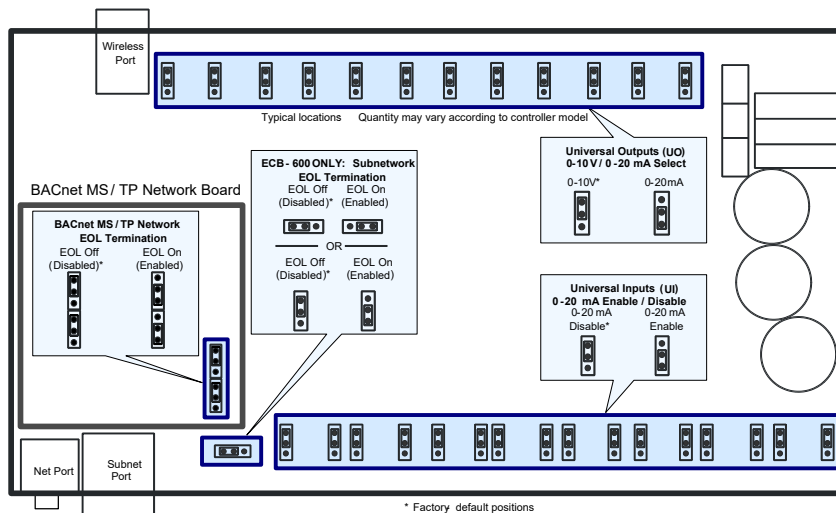 Wireless
Port
Typical locations    Quantity may vary according to controller model
ECB-600 ONLY: Subnetwork
EOL Termination
EOL Off
(Disabled)*
EOL On
(Enabled)
OR
EOL Off
(Disabled)*
EOL On
(Enabled)
Universal Outputs (UO)
0-10V / 0-20 mA Select
0-10V*
0-20mA
BACnet MS/TP Network Board
BACnet MS/TP Network
EOL Termination
EOL Off
(Disabled)*
EOL On
(Enabled)
Universal Inputs (UI)
0-20 mA Enable / Disable
0-20 mA
Disable*
0-20 mA
Enable
Net Port
Subnet
Port
* Factory- default positions